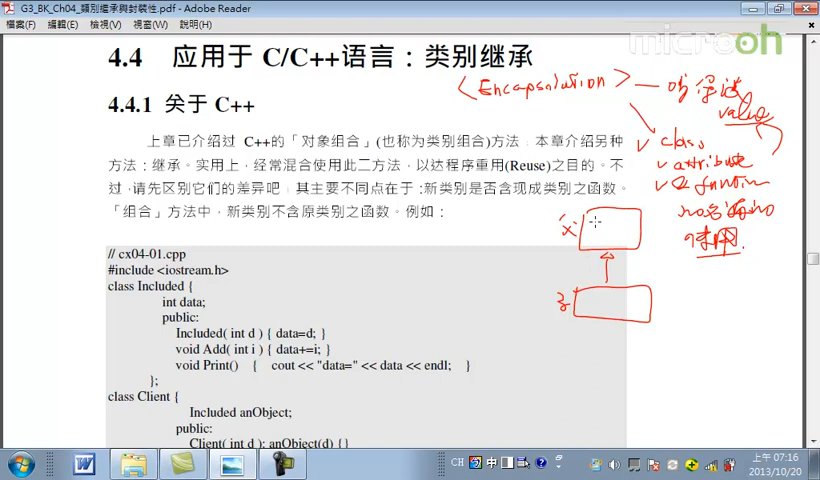 G3_BK_Ch04_類別繼承與封裝性.pdf - Adobe Reader
檔案(F) 編輯(E) 檢視(V) 視窗(W) 說明(H)
microoh
4.4 应用于 C/C++语言：类别继承
<Encapsulation>
value
4.4.1 关于 C++
class
attribute
function
上章已介绍过 C++的「对象组合」(也称为类别组合)方法﹐本章介绍另种
方法：继承。实用上，经常混合使用此二方法，以达程序重用(Reuse)之目的。不
过﹐请先区别它们的差异吧﹗其主要不同点在于﹕新类别是否含现成类别之函数。
「组合」方法中，新类别不含原类别之函数。例如：
父
子
// cx04-01.cpp
#include <iostream.h>
class Included {
int data;
public:
Included( int d ) { data=d; }
void Add( int i ) { data+=i; }
void Print() { cout << "data=" << data << endl; }
};
class Client {
Included anObject;
public:
Client( int d ): anObject(d) {}
CH 中
上午 07:16
2013/10/20